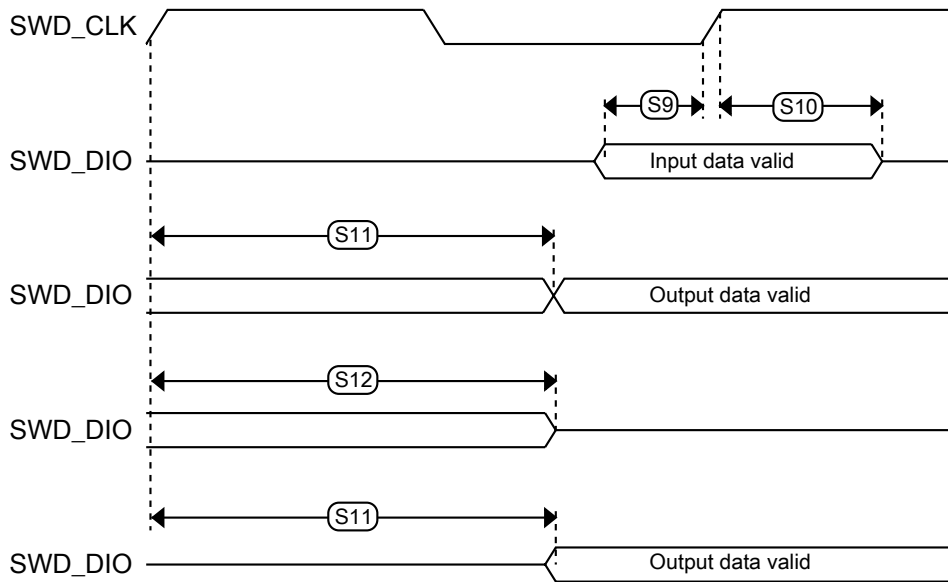 SWD_CLK
S9
S10
SWD_DIO
Input data valid
S11
SWD_DIO
Output data valid
S12
SWD_DIO
S11
SWD_DIO
Output data valid